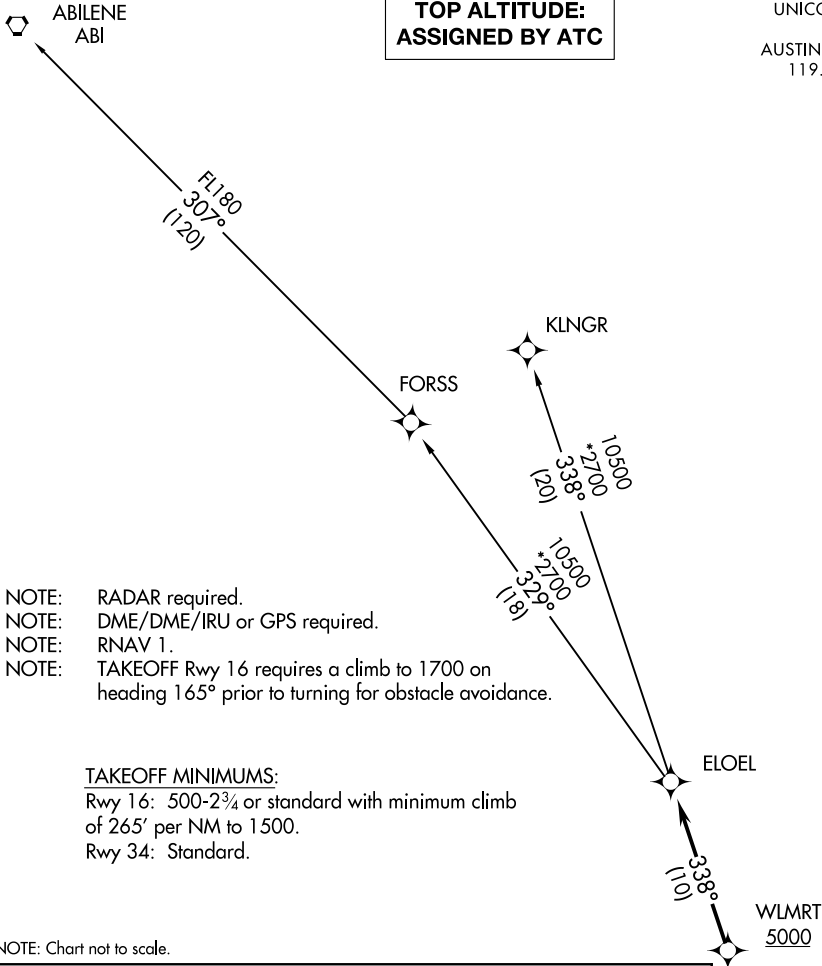 ABILENE
ABI
TOP ALTITUDE:
ASSIGNED BY ATC
UNICO
AUSTIN
119.
FL180
307°
(120)
KLNGR
FORSS
10500
*2700
338°
(20)
10500
*2700
329°
(18)
NOTE: RADAR required.
NOTE: DME/DME/IRU or GPS required.
NOTE: RNAV 1.
NOTE: TAKEOFF Rwy 16 requires a climb to 1700 on
heading 165° prior to turning for obstacle avoidance.
TAKEOFF MINIMUMS:
Rwy 16: 500-2¾ or standard with minimum climb
of 265' per NM to 1500.
Rwy 34: Standard.
ELOEL
338°
(10)
WLMRT
5000
NOTE: Chart not to scale.